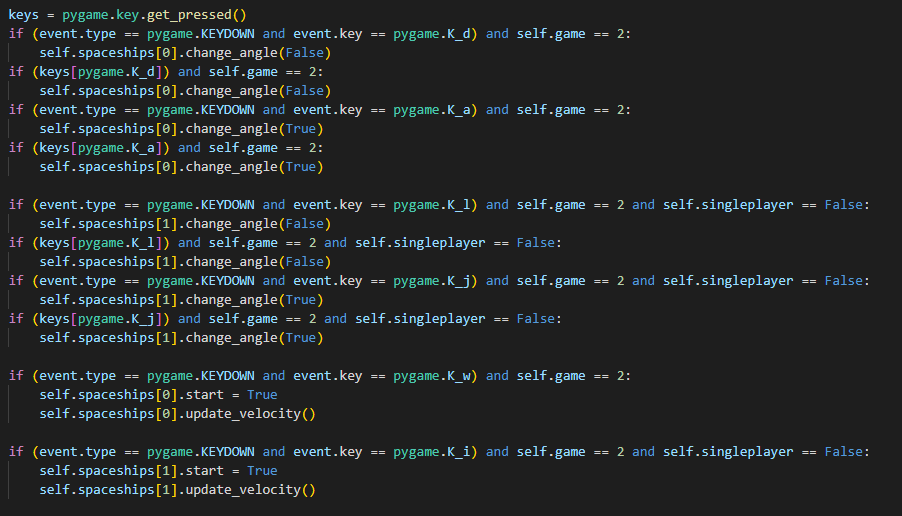 keys = pygame.key.get_pressed()
if (event.type == pygame.KEYDOWN and event.key == pygame.K_d) and self.game == 2:
    self.spaceships[0].change_angle(False)
if (keys[pygame.K_d]) and self.game == 2:
    self.spaceships[0].change_angle(False)
if (event.type == pygame.KEYDOWN and event.key == pygame.K_a) and self.game == 2:
    self.spaceships[0].change_angle(True)
if (keys[pygame.K_a]) and self.game == 2:
    self.spaceships[0].change_angle(True)

if (event.type == pygame.KEYDOWN and event.key == pygame.K_l) and self.game == 2 and self.singleplayer == False:
    self.spaceships[1].change_angle(False)
if (keys[pygame.K_l]) and self.game == 2 and self.singleplayer == False:
    self.spaceships[1].change_angle(False)
if (event.type == pygame.KEYDOWN and event.key == pygame.K_j) and self.game == 2 and self.singleplayer == False:
    self.spaceships[1].change_angle(True)
if (keys[pygame.K_j]) and self.game == 2 and self.singleplayer == False:
    self.spaceships[1].change_angle(True)

if (event.type == pygame.KEYDOWN and event.key == pygame.K_w) and self.game == 2:
    self.spaceships[0].start = True
    self.spaceships[0].update_velocity()

if (event.type == pygame.KEYDOWN and event.key == pygame.K_i) and self.game == 2 and self.singleplayer == False:
    self.spaceships[1].start = True
    self.spaceships[1].update_velocity()